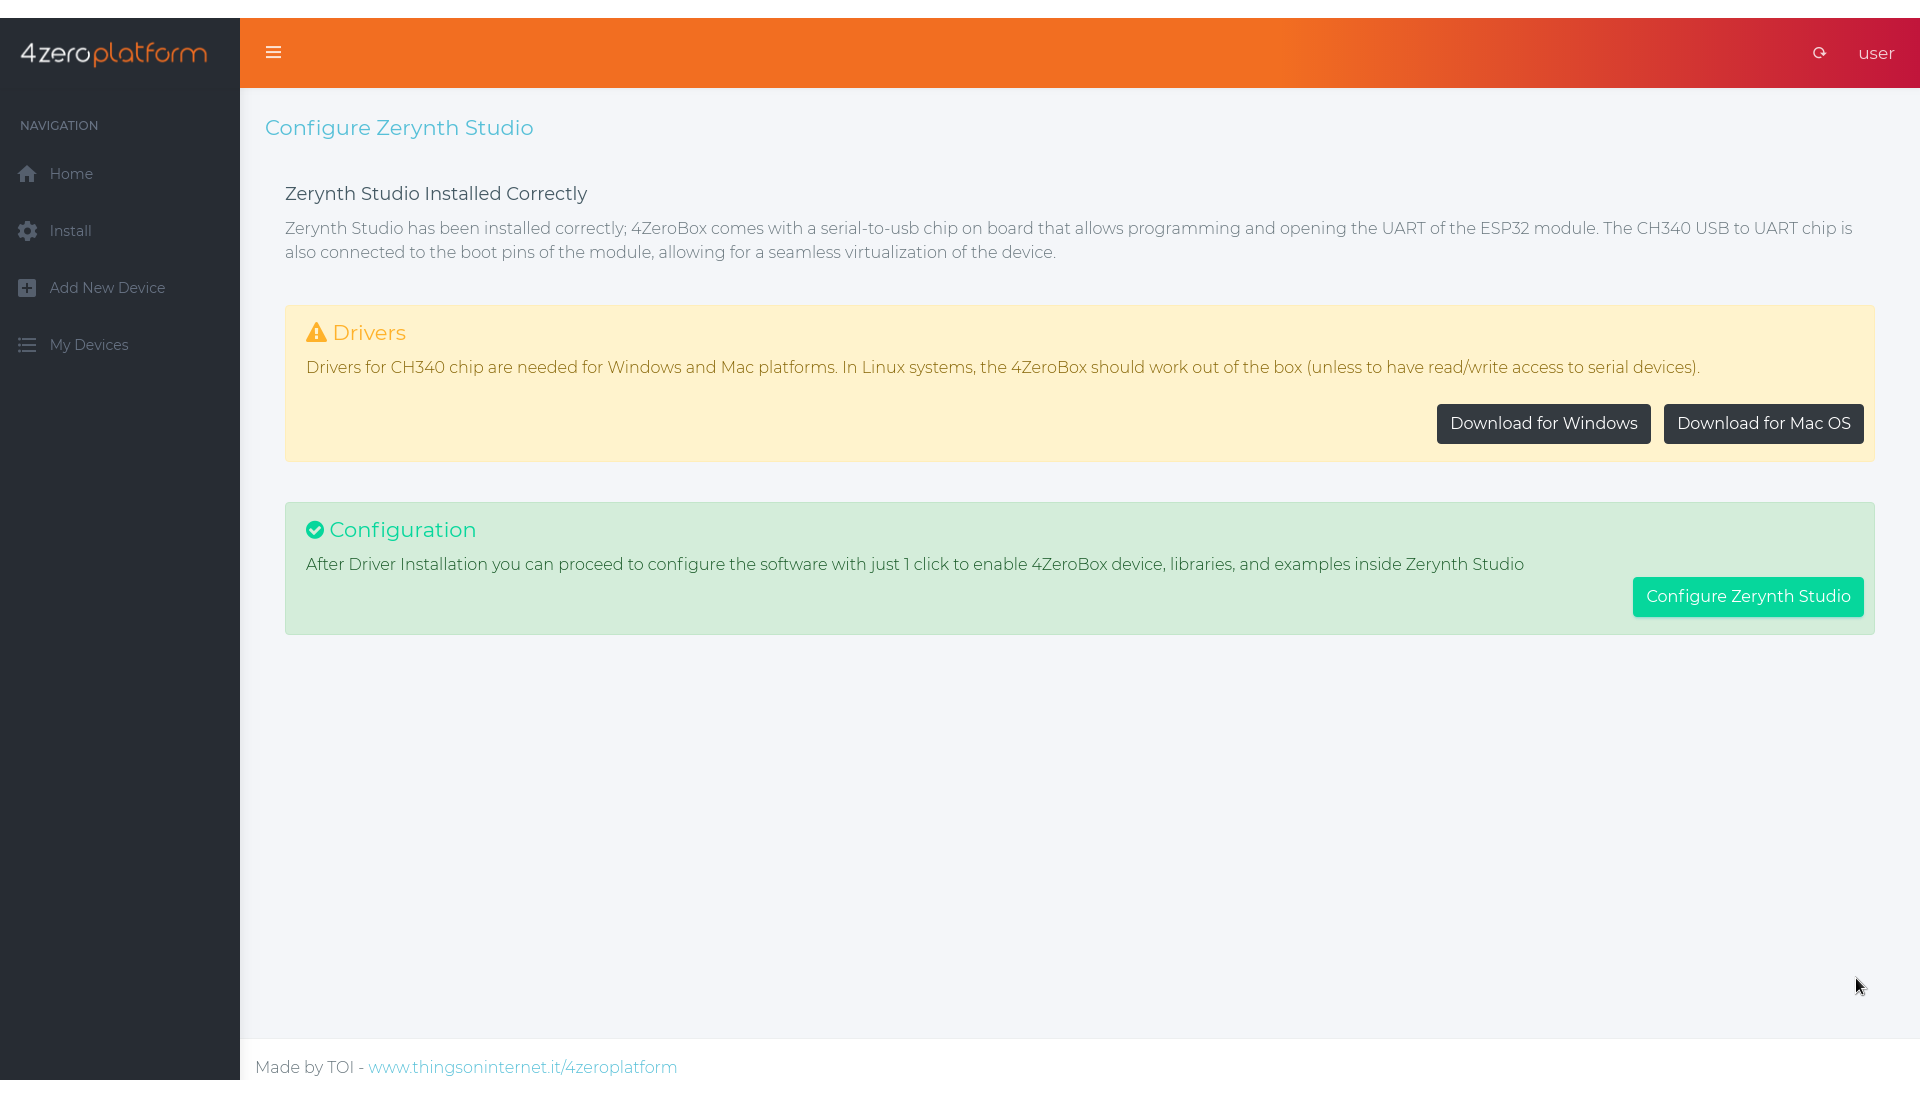 4zeroplatform
user
NAVIGATION
Home
Install
Add New Device
My Devices
Configure Zerynth Studio
Zerynth Studio Installed Correctly
Zerynth Studio has been installed correctly; 4ZeroBox comes with a serial-to-usb chip on board that allows programming and opening the UART of the ESP32 module. The CH340 USB to UART chip is
also connected to the boot pins of the module, allowing for a seamless virtualization of the device.
Drivers
Drivers for CH340 chip are needed for Windows and Mac platforms. In Linux systems, the 4ZeroBox should work out of the box (unless to have read/write access to serial devices).
Download for Windows
Download for Mac OS
Configuration
After Driver Installation you can proceed to configure the software with just 1 click to enable 4ZeroBox device, libraries, and examples inside Zerynth Studio
Configure Zerynth Studio
Made by TOI - www.thingsoninternet.it/4zeroplatform